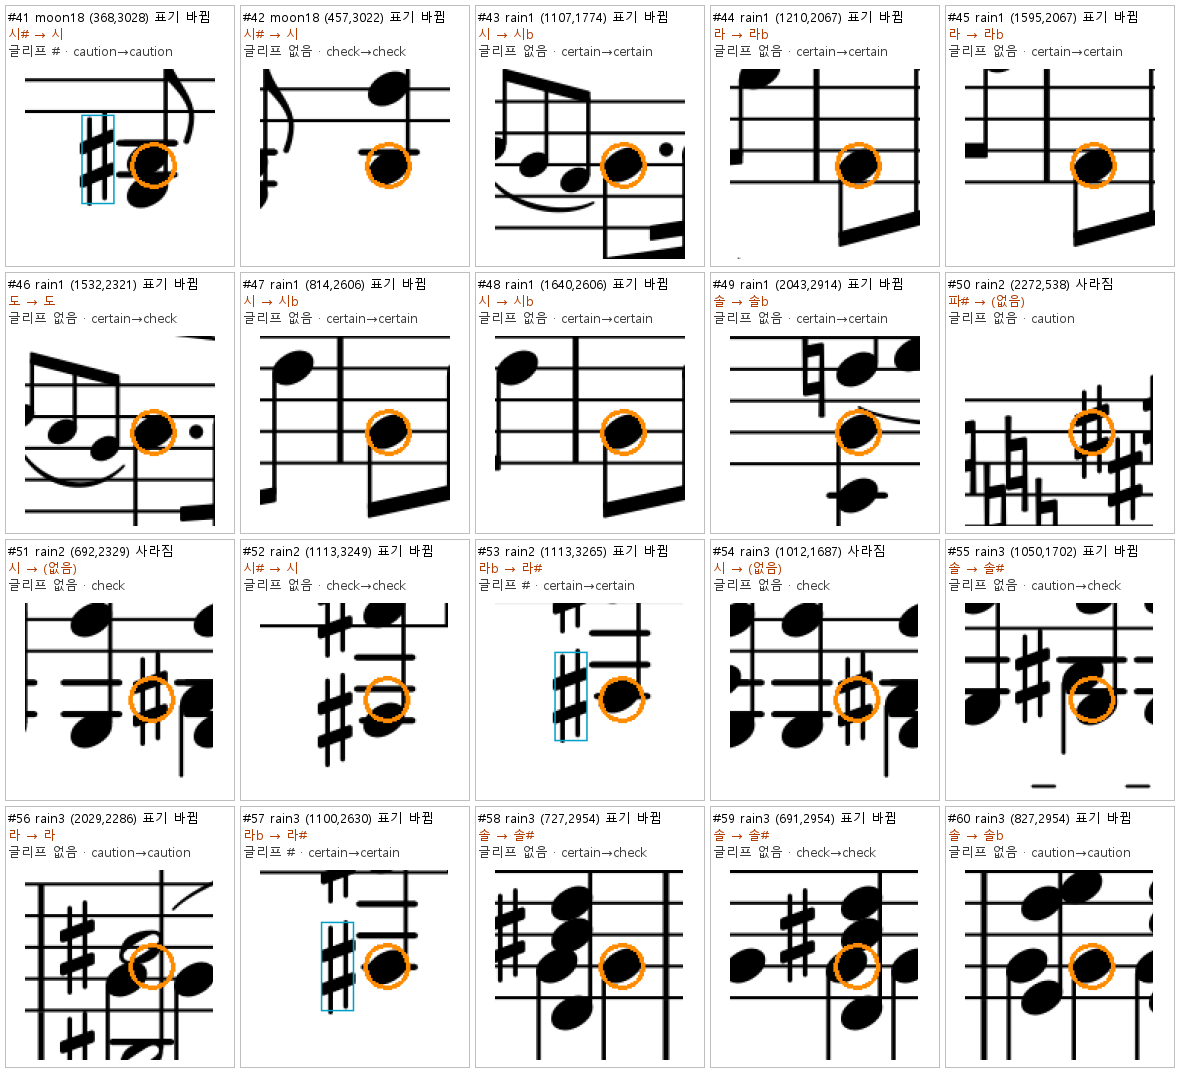 #41 moon18 (368,3028) 표기 바뀜
시# → 시
글리프 # · caution→caution
#42 moon18 (457,3022) 표기 바뀜
시# → 시
글리프 없음 · check→check
#43 rain1 (1107,1774) 표기 바뀜
시 → 시b
글리프 없음 · certain→certain
#44 rain1 (1210,2067) 표기 바뀜
라 → 라b
글리프 없음 · certain→certain
#45 rain1 (1595,2067) 표기 바뀜
라 → 라b
글리프 없음 · certain→certain
#46 rain1 (1532,2321) 표기 바뀜
도 → 도
글리프 없음 · certain→check
#47 rain1 (814,2606) 표기 바뀜
시 → 시b
글리프 없음 · certain→certain
#48 rain1 (1640,2606) 표기 바뀜
시 → 시b
글리프 없음 · certain→certain
#49 rain1 (2043,2914) 표기 바뀜
솔 → 솔b
글리프 없음 · certain→certain
#50 rain2 (2272,538) 사라짐
파# → (없음)
글리프 없음 · caution
#51 rain2 (692,2329) 사라짐
시 → (없음)
글리프 없음 · check
#52 rain2 (1113,3249) 표기 바뀜
시# → 시
글리프 없음 · check→check
#53 rain2 (1113,3265) 표기 바뀜
라b → 라#
글리프 # · certain→certain
#54 rain3 (1012,1687) 사라짐
시 → (없음)
글리프 없음 · check
#55 rain3 (1050,1702) 표기 바뀜
솔 → 솔#
글리프 없음 · caution→check
#56 rain3 (2029,2286) 표기 바뀜
라 → 라
글리프 없음 · caution→caution
#57 rain3 (1100,2630) 표기 바뀜
라b → 라#
글리프 # · certain→certain
#58 rain3 (727,2954) 표기 바뀜
솔 → 솔#
글리프 없음 · certain→check
#59 rain3 (691,2954) 표기 바뀜
솔 → 솔#
글리프 없음 · check→check
#60 rain3 (827,2954) 표기 바뀜
솔 → 솔b
글리프 없음 · caution→caution